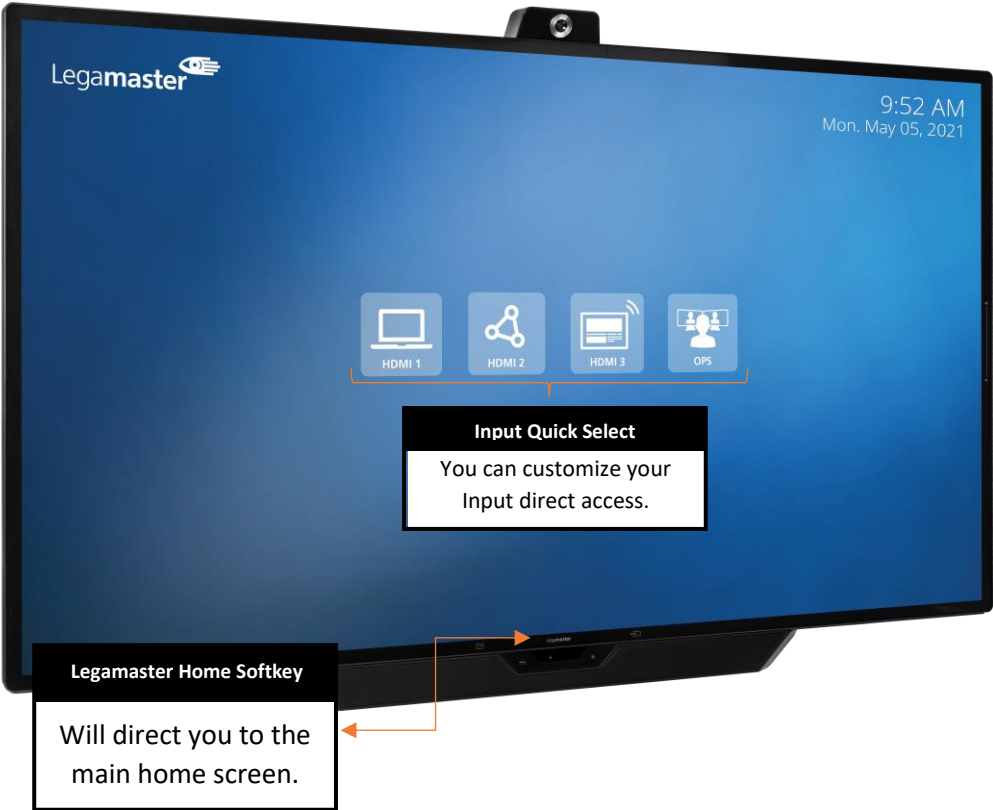 Legamaster
9:52 AM
Mon. May 05, 2021
HDMI 1
HDMI 2
HDMI 3
OPS
Input Quick Select
You can customize your
Input direct access.
Legamaster
Legamaster Home Softkey
Will direct you to the
main home screen.